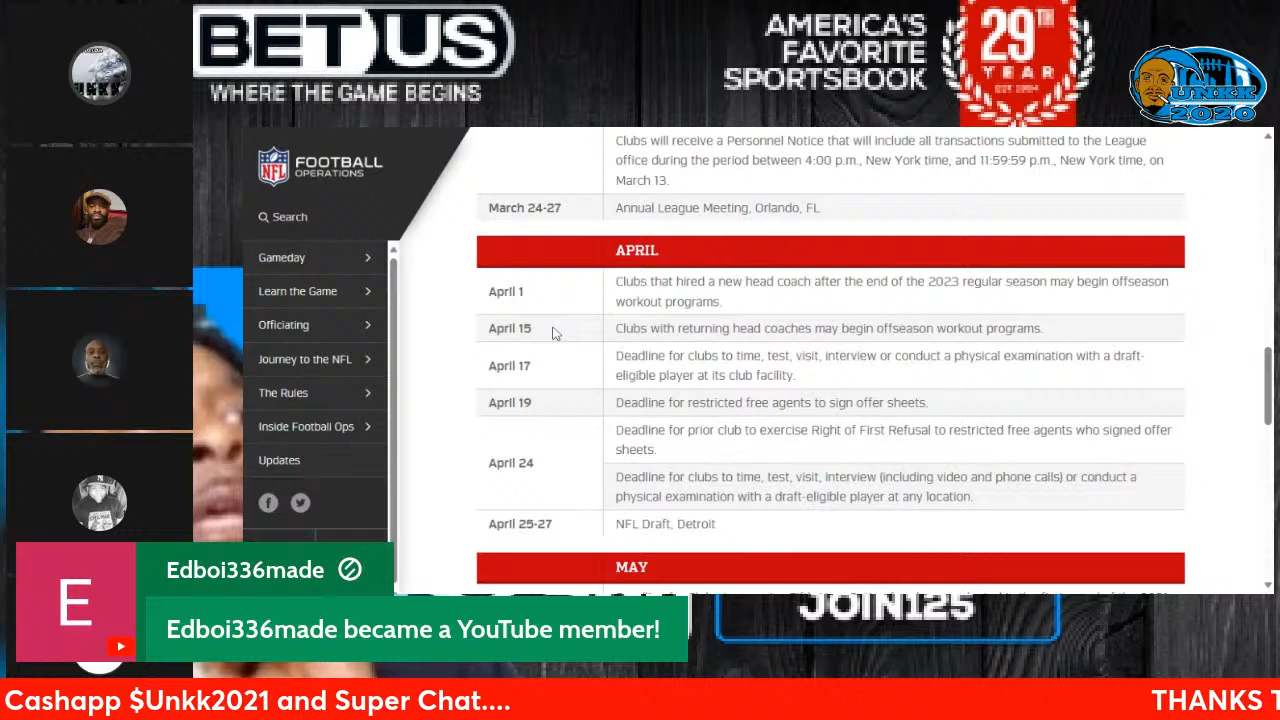 BET US
WHERE THE GAME BEGINS
AMERICA'S
FAVORITE
SPORTSBOOK
29TH
YEAR
EST 1994
UNKK
2020
NFL
FOOTBALL
OPERATIONS
Search
Gameday
Learn the Game
Officiating
Journey to the NFL
The Rules
Inside Football Ops
Updates
Clubs will receive a Personnel Notice that will include all transactions submitted to the League
office during the period between 4:00 p.m., New York time, and 11:59:59 p.m., New York time, on
March 13.
March 24-27 Annual League Meeting, Orlando, FL
APRIL
April 1 Clubs that hired a new head coach after the end of the 2023 regular season may begin offseason
workout programs.
April 15 Clubs with returning head coaches may begin offseason workout programs.
April 17 Deadline for clubs to time, test, visit, interview or conduct a physical examination with a draft-
eligible player at its club facility.
April 19 Deadline for restricted free agents to sign offer sheets.
April 24 Deadline for prior club to exercise Right of First Refusal to restricted free agents who signed offer
sheets.
Deadline for clubs to time, test, visit, interview (including video and phone calls) or conduct a
physical examination with a draft-eligible player at any location.
April 25-27 NFL Draft, Detroit
MAY
JOIN125
E
Edboi336made
Edboi336made became a YouTube member!
Cashapp $Unkk2021 and Super Chat....
THANKS T